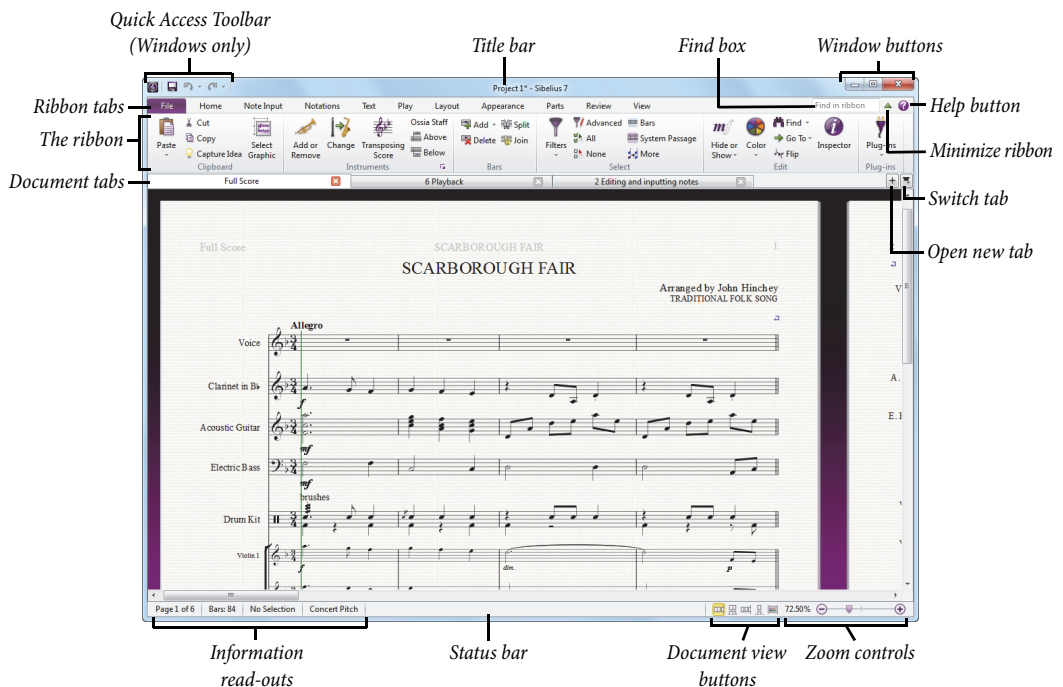 Quick Access Toolbar
(Windows only)
Title bar
Find box
Window buttons
Project 1* - Sibelius 7
Ribbon tabs
File Home Note Input Notations Text Play Layout Appearance Parts Review View Find in ribbon
Help button
The ribbon
Paste
Cut
Copy
Capture Idea
Select
Graphic
Clipboard
Add or
Remove
Change
Transposing
Score
Ossia Staff
Above
Below
Instruments
Add
Split
Delete
Join
Bars
Filters
Advanced
Bars
All
System Passage
None
More
Select
Hide or
Show
Color
Find
Go To
Flip
Inspector
Edit
Plug-ins
Plug-ins
Minimize ribbon
Document tabs
Full Score 6 Playback 2 Editing and inputting notes
Switch tab
Open new tab
Full Score SCARBOROUGH FAIR 1
SCARBOROUGH FAIR
Arranged by John Hinchey
TRADITIONAL FOLK SONG
V
B
Allegro
Voice
A.
Clarinet in B♭
f
E.
Acoustic Guitar
mf
Electric Bass
mf
brushes
Drum Kit
Violin 1
f dim. p
Page 1 of 6 Bars: 84 No Selection Concert Pitch 72.50%
Information
read-outs
Status bar
Document view
buttons
Zoom controls